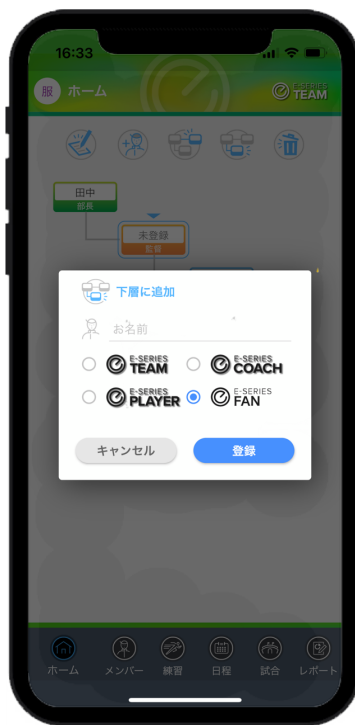 16:33
服 ホーム
E-SERIES
TEAM
田中
部長
未登録
監督
下層に追加
お名前
E-SERIES
TEAM
E-SERIES
COACH
E-SERIES
PLAYER
E-SERIES
FAN
キャンセル 登録
ホーム メンバー 練習 日程 試合 レポート